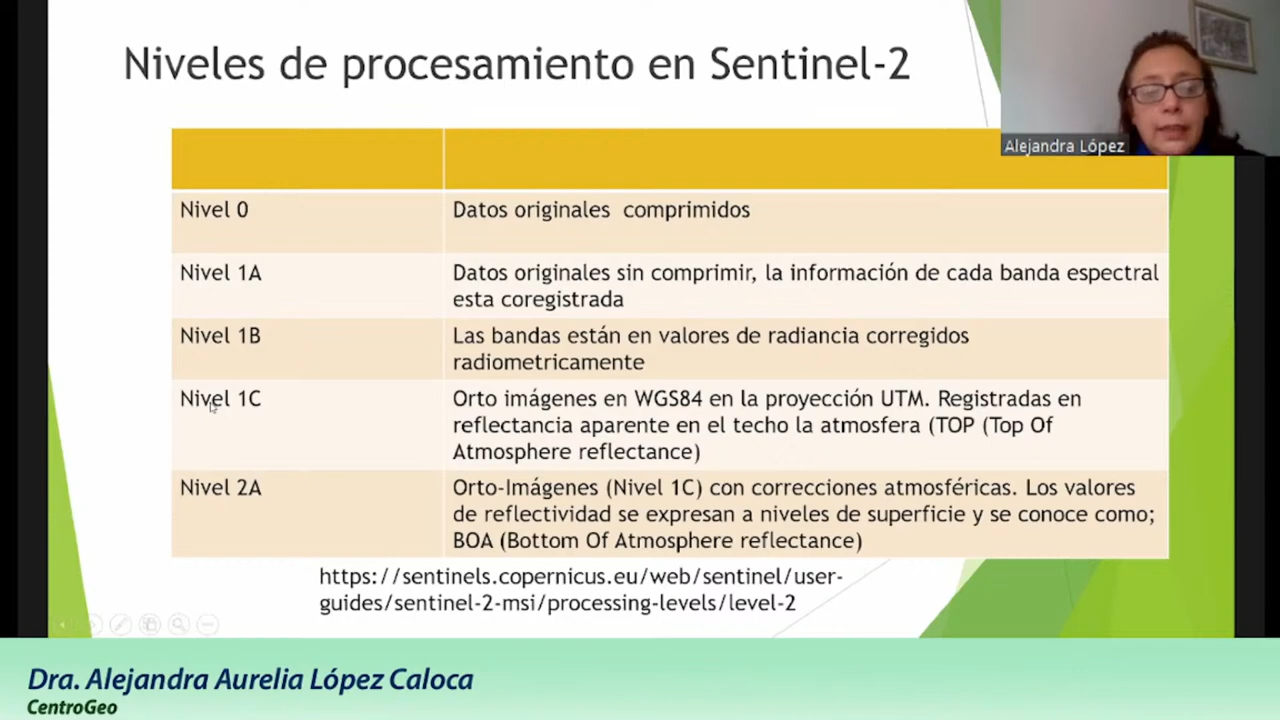 Niveles de procesamiento en Sentinel-2
Alejandra López
Nivel 0
Datos originales comprimidos
Nivel 1A
Datos originales sin comprimir, la información de cada banda espectral
esta coregistrada
Nivel 1B
Las bandas están en valores de radiancia corregidos
radiometricamente
Nivel 1C
Orto imágenes en WGS84 en la proyección UTM. Registradas en
reflectancia aparente en el techo la atmosfera (TOP (Top Of
Atmosphere reflectance)
Nivel 2A
Orto-Imágenes (Nivel 1C) con correcciones atmosféricas. Los valores
de reflectividad se expresan a niveles de superficie y se conoce como;
BOA (Bottom Of Atmosphere reflectance)
https://sentinels.copernicus.eu/web/sentinel/user-
guides/sentinel-2-msi/processing-levels/level-2
Dra. Alejandra Aurelia López Caloca
CentroGeo